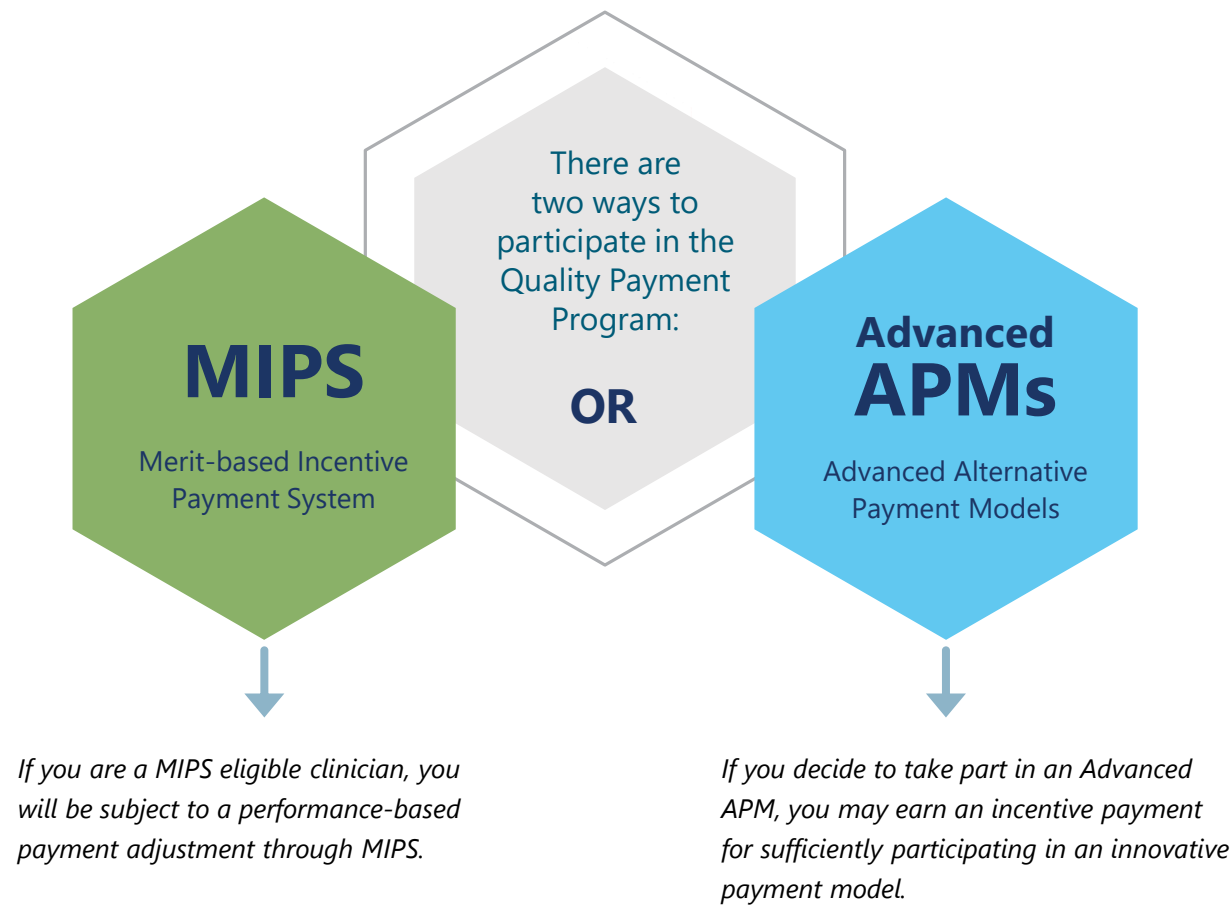 There are
two ways to
participate in the
Quality Payment
Program:
OR
MIPS
Merit-based Incentive
Payment System
Advanced
APMs
Advanced Alternative
Payment Models
If you are a MIPS eligible clinician, you
will be subject to a performance-based
payment adjustment through MIPS.
If you decide to take part in an Advanced
APM, you may earn an incentive payment
for sufficiently participating in an innovative
payment model.